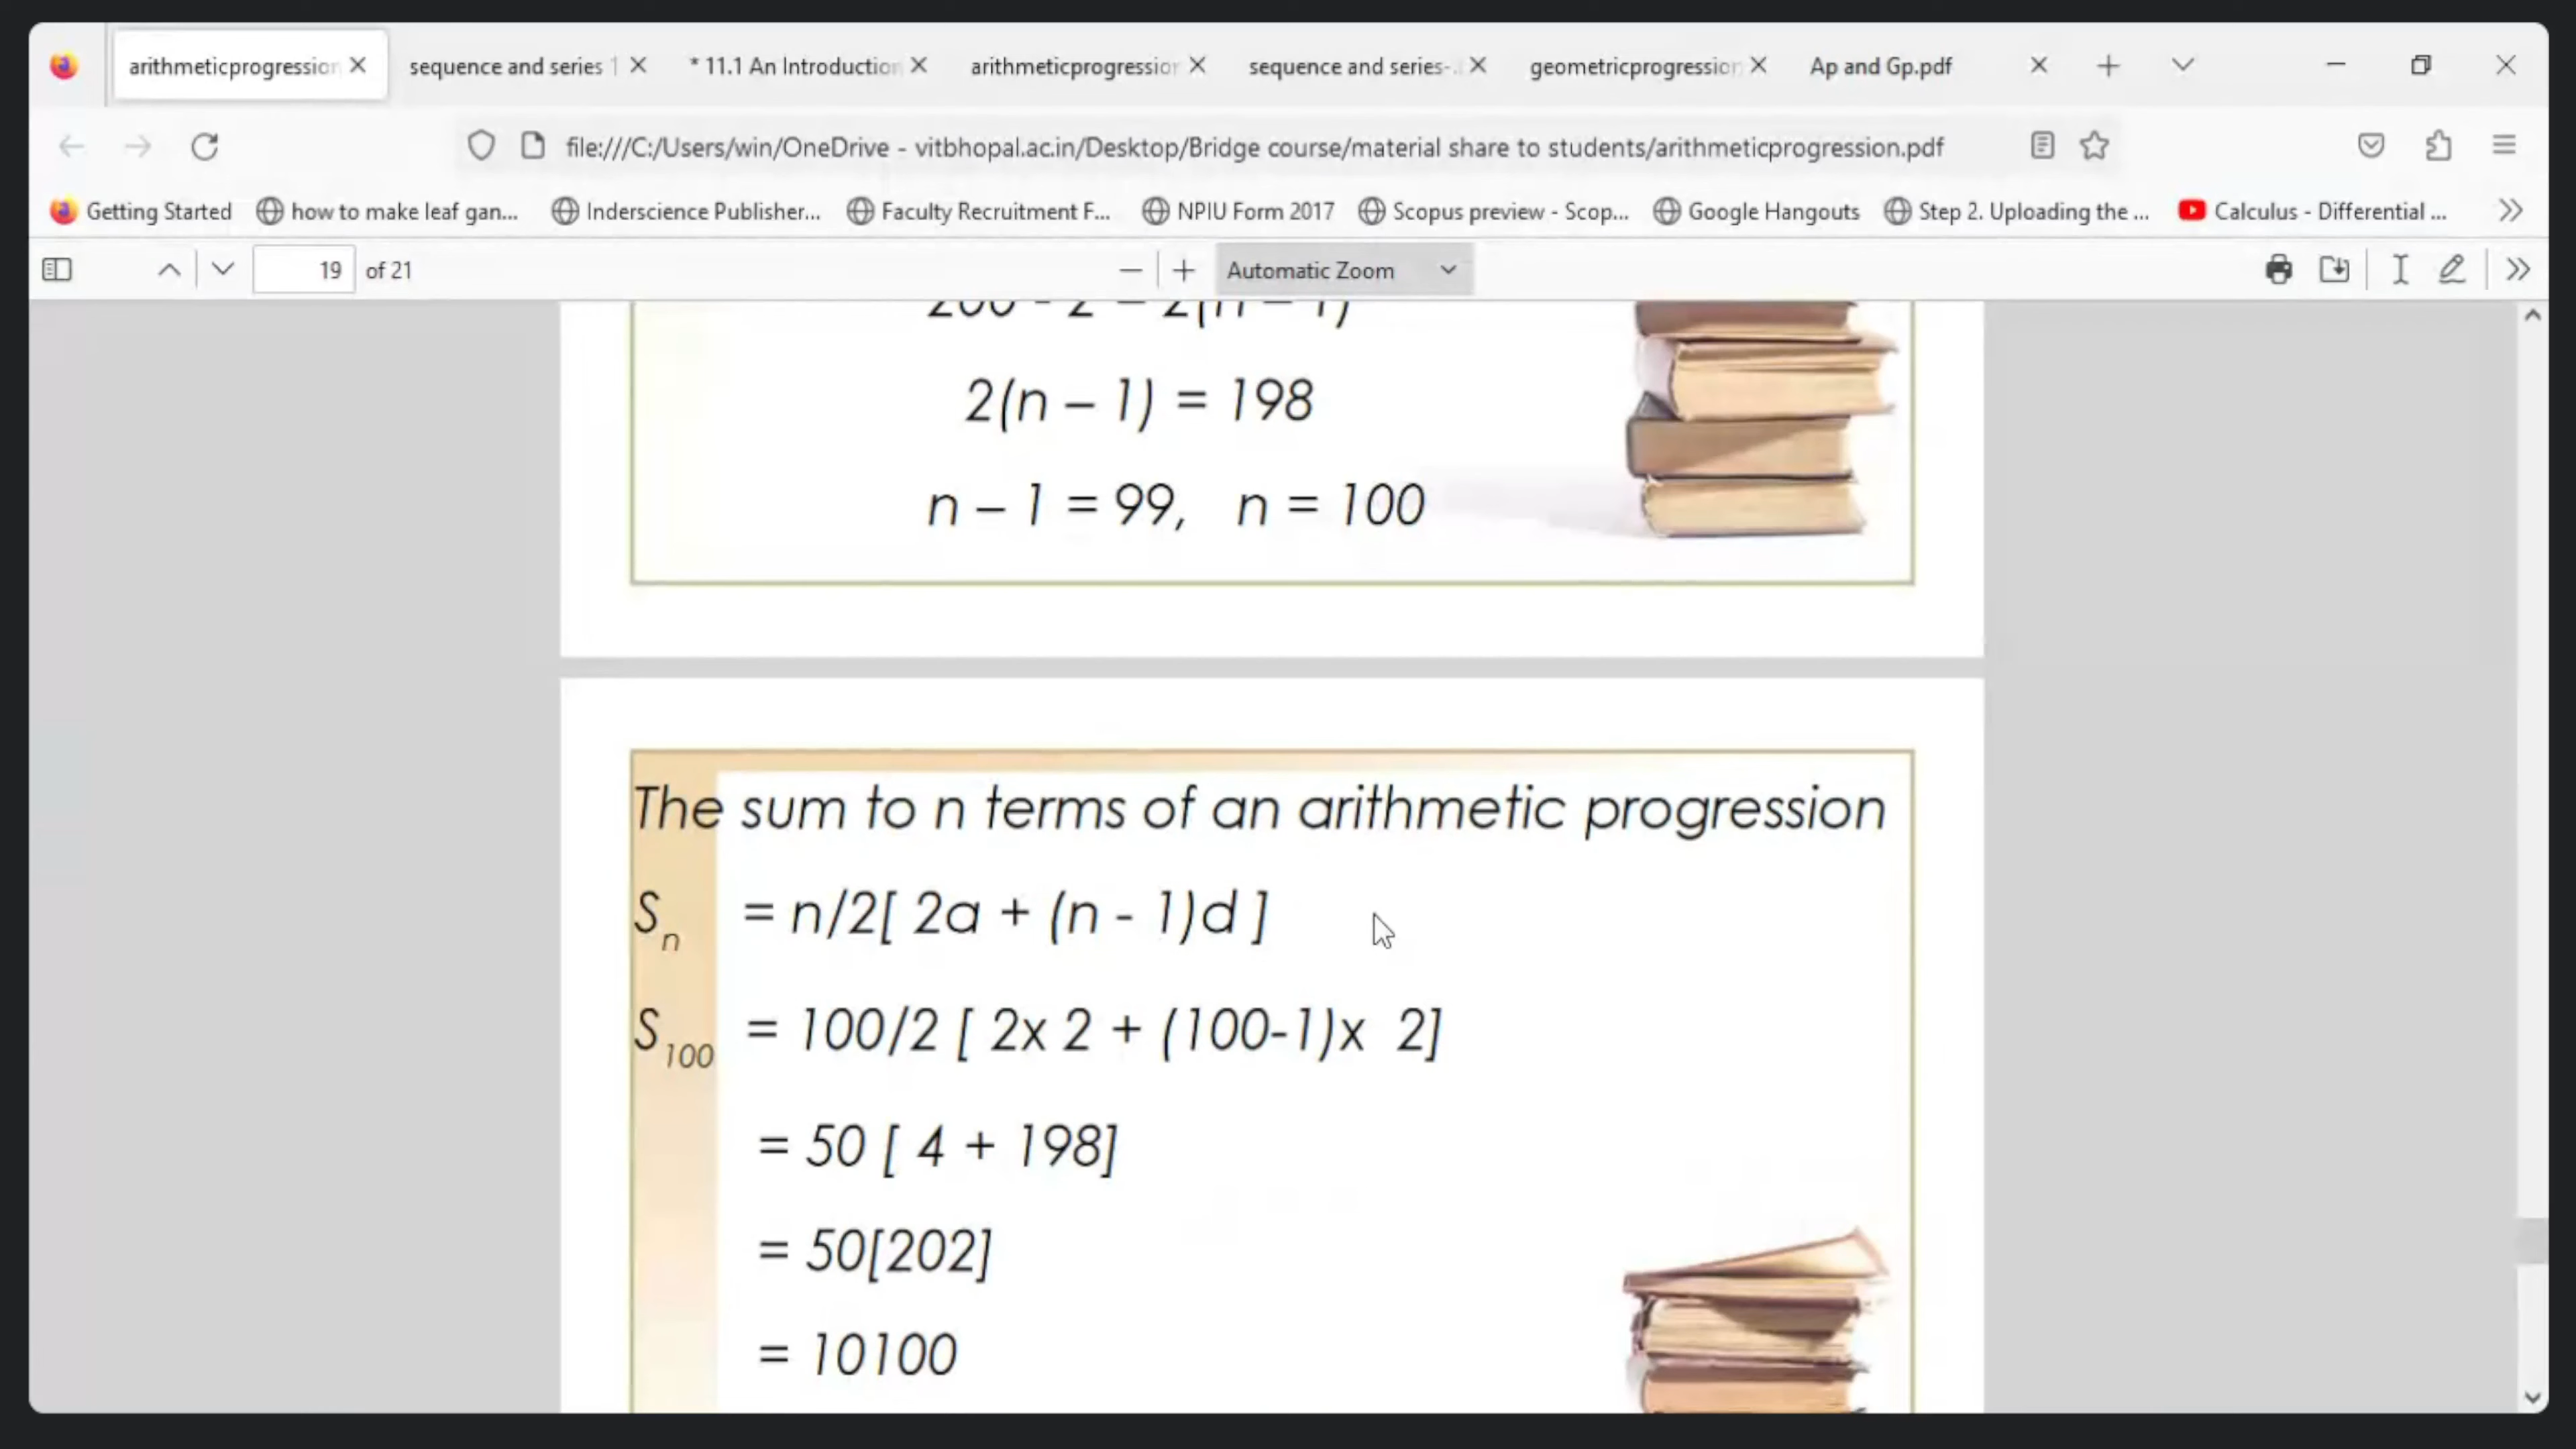 arithmeticprogression
sequence and series 1
* 11.1 An Introduction
arithmeticprogression
sequence and series-.
geometricprogression
Ap and Gp.pdf
file:///C:/Users/win/OneDrive - vitbhopal.ac.in/Desktop/Bridge course/material share to students/arithmeticprogression.pdf
Getting Started
how to make leaf gan...
Inderscience Publisher...
Faculty Recruitment F...
NPIU Form 2017
Scopus preview - Scop...
Google Hangouts
Step 2. Uploading the ...
Calculus - Differential ...
19 of 21
Automatic Zoom
200 - 2 = 2(n – 1)
2(n – 1) = 198
n – 1 = 99, n = 100
The sum to n terms of an arithmetic progression
Sn = n/2[ 2a + (n - 1)d ]
S100 = 100/2 [ 2x 2 + (100-1)x 2]
= 50 [ 4 + 198]
= 50[202]
= 10100